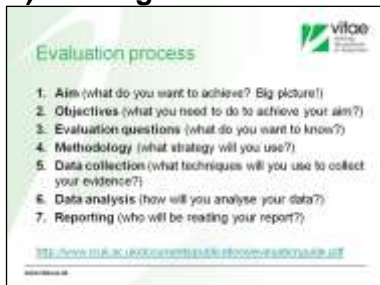 vitae
Evaluation process
1. Aim (what do you want to achieve? Big picture!)
2. Objectives (what you need to do to achieve your aim?)
3. Evaluation questions (what do you want to know?)
4. Methodology (what strategy will you use?)
5. Data collection (what techniques will you use to collect
your evidence?)
6. Data analysis (how will you analyse your data?)
7. Reporting (who will be reading your report?)